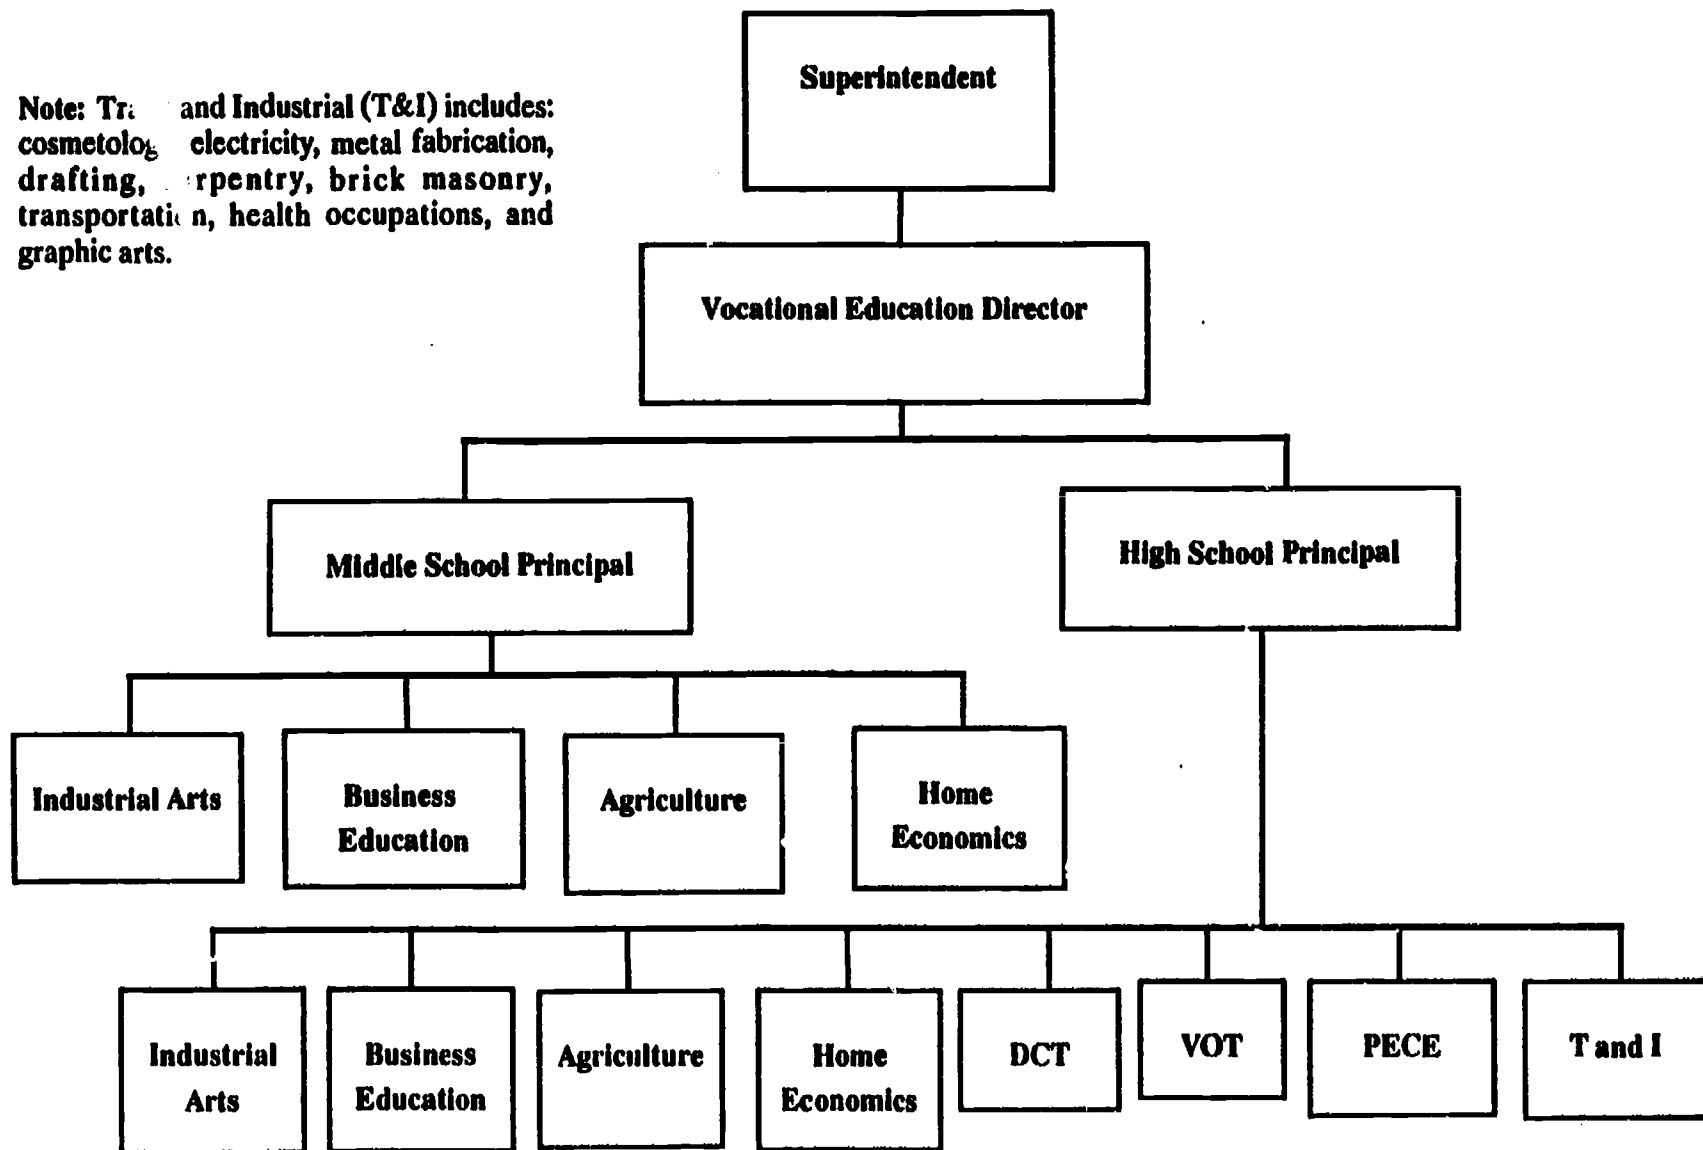 Superintendent
Note: and Industrial (T&I) includes:
electricity, metal fabrication,
drafting, brick masonry,
health occupations, and
graphic arts.
Vocational Education Director
Middle School Principal
High School Principal
Industrial Arts
Business
Education
Agriculture
Home
Economics
Industrial
Arts
Business
Education
Agriculture
Home
Economics
DCT
VOT
PECE
T and I